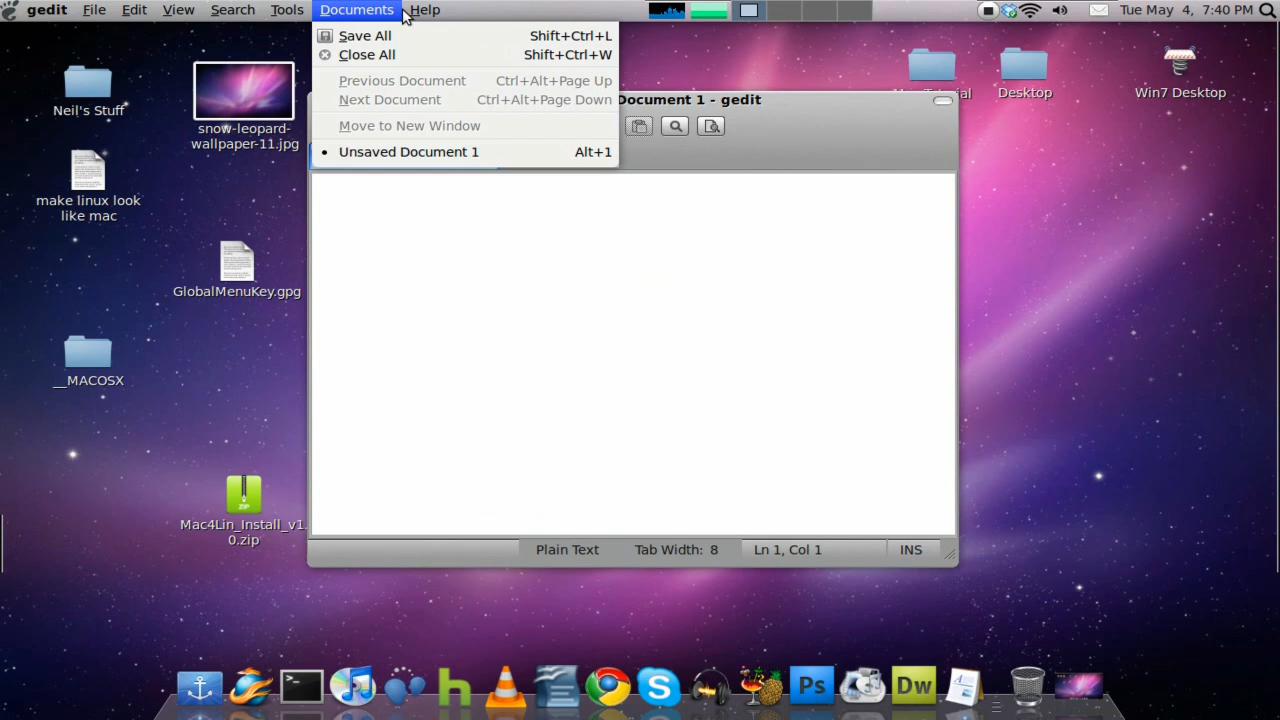 gedit File Edit View Search Tools Documents Help Tue May 4, 7:40 PM
Save All Shift+Ctrl+L
Close All Shift+Ctrl+W
Previous Document Ctrl+Alt+Page Up
Next Document Ctrl+Alt+Page Down
Move to New Window
Unsaved Document 1 Alt+1
Document 1 - gedit
Neil's Stuff
snow-leopard-
wallpaper-11.jpg
Desktop
Win7 Desktop
make linux look
like mac
GlobalMenuKey.gpg
__MACOSX
ZIP
Mac4Lin_Install_v1.
0.zip
Plain Text Tab Width: 8 Ln 1, Col 1 INS
>_
h
S
Ps
Dw